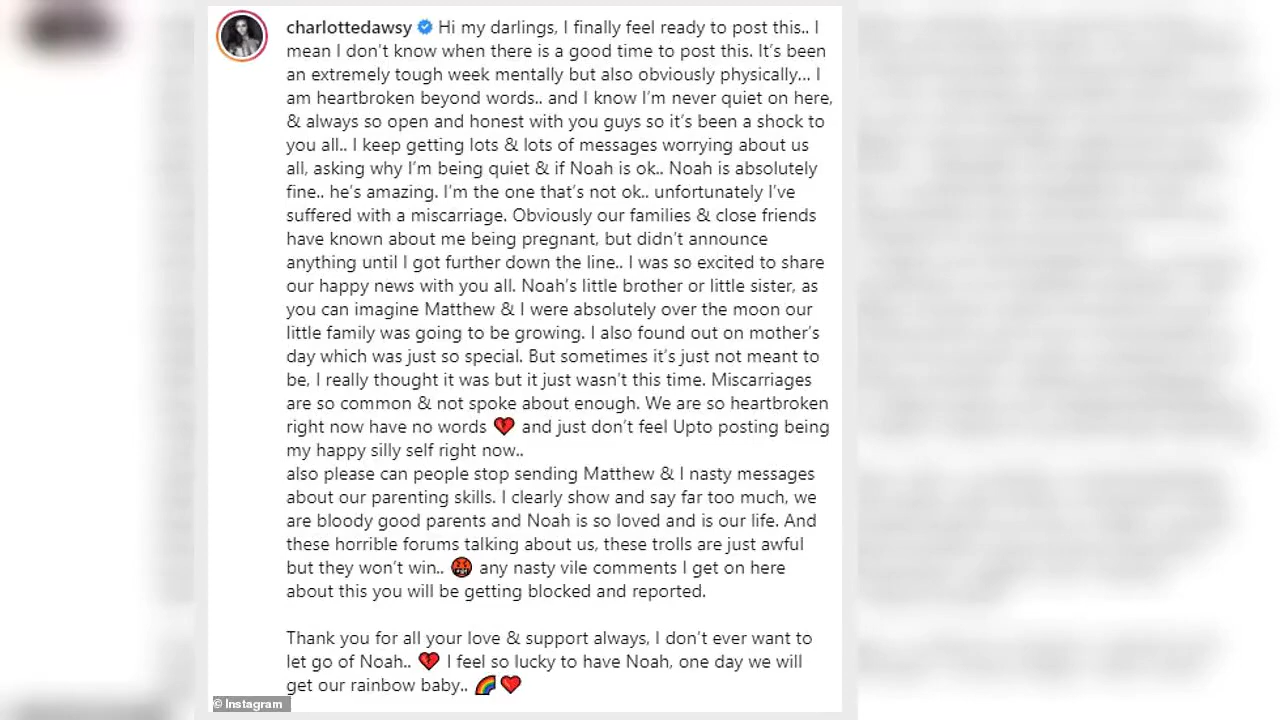 charlottedawsy Hi my darlings, I finally feel ready to post this.. I
mean I don't know when there is a good time to post this. It's been
an extremely tough week mentally but also obviously physically... I
am heartbroken beyond words.. and I know I'm never quiet on here,
& always so open and honest with you guys so it's been a shock to
you all.. I keep getting lots & lots of messages worrying about us
all, asking why I'm being quiet & if Noah is ok.. Noah is absolutely
fine.. he's amazing. I'm the one that's not ok.. unfortunately I've
suffered with a miscarriage. Obviously our families & close friends
have known about me being pregnant, but didn't announce
anything until I got further down the line.. I was so excited to share
our happy news with you all. Noah's little brother or little sister, as
you can imagine Matthew & I were absolutely over the moon our
little family was going to be growing. I also found out on mother's
day which was just so special. But sometimes it's just not meant to
be, I really thought it was but it just wasn't this time. Miscarriages
are so common & not spoke about enough. We are so heartbroken
right now have no words 💔 and just don't feel Upto posting being
my happy silly self right now..
also please can people stop sending Matthew & I nasty messages
about our parenting skills. I clearly show and say far too much, we
are bloody good parents and Noah is so loved and is our life. And
these horrible forums talking about us, these trolls are just awful
but they won't win.. 🤬 any nasty vile comments I get on here
about this you will be getting blocked and reported.
Thank you for all your love & support always, I don't ever want to
let go of Noah.. 💔 I feel so lucky to have Noah, one day we will
get our rainbow baby.. 🌈❤️
© Instagram